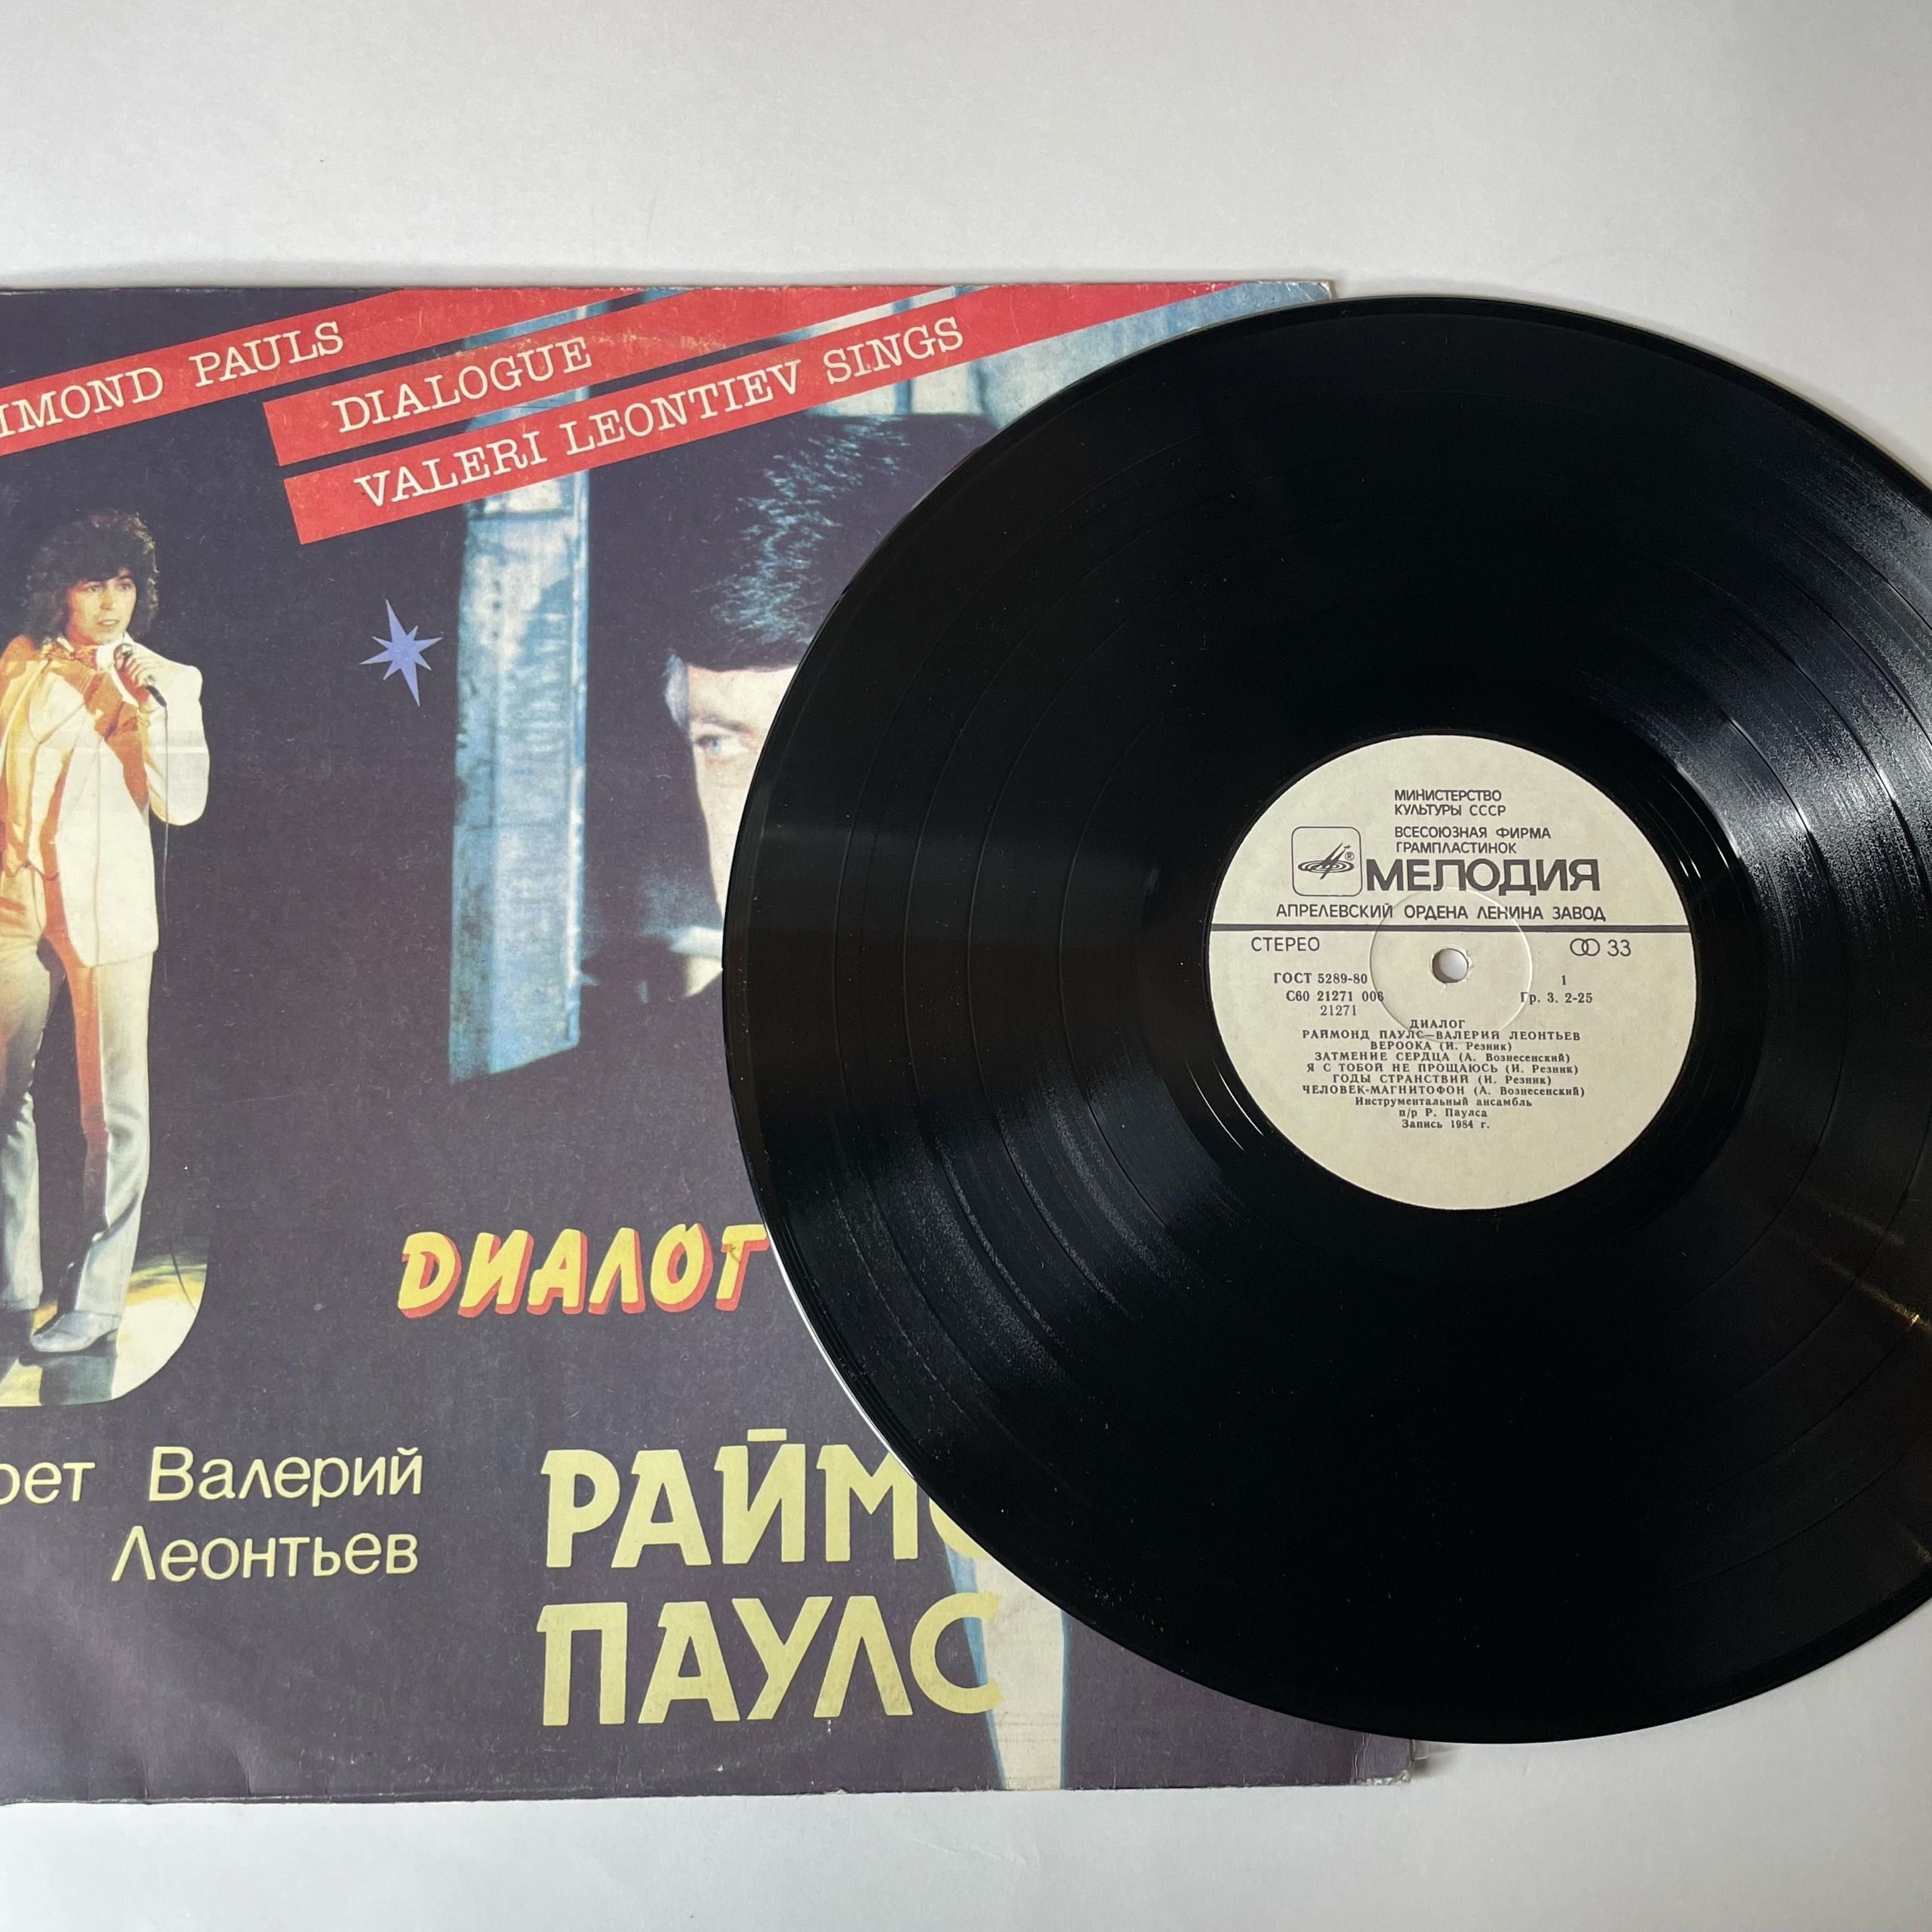 IMOND PAULS
DIALOGUE
VALERI LEONTIEV SINGS
ДИАЛОГ
оет Валерий
Леонтьев
РАЙМО
ПАУЛС
МИНИСТЕРСТВО
КУЛЬТУРЫ СССР
ВСЕСОЮЗНАЯ ФИРМА
ГРАМПЛАСТИНОК
® МЕЛОДИЯ
АПРЕЛЕВСКИЙ ОРДЕНА ЛЕНИНА ЗАВОД
СТЕРЕО 33
ГОСТ 5289-80 1
С60 21271 006 Гр. 3. 2-25
21271
ДИАЛОГ
РАЙМОНД ПАУЛС—ВАЛЕРИЙ ЛЕОНТЬЕВ
ВЕРООКА (И. Резник)
ЗАТМЕНИЕ СЕРДЦА (А. Вознесенский)
Я С ТОБОЙ НЕ ПРОЩАЮСЬ (И. Резник)
ГОДЫ СТРАНСТВИЙ (И. Резник)
ЧЕЛОВЕК-МАГНИТОФОН (А. Вознесенский)
Инструментальный ансамбль
п/р Р. Паулса
Запись 1984 г.